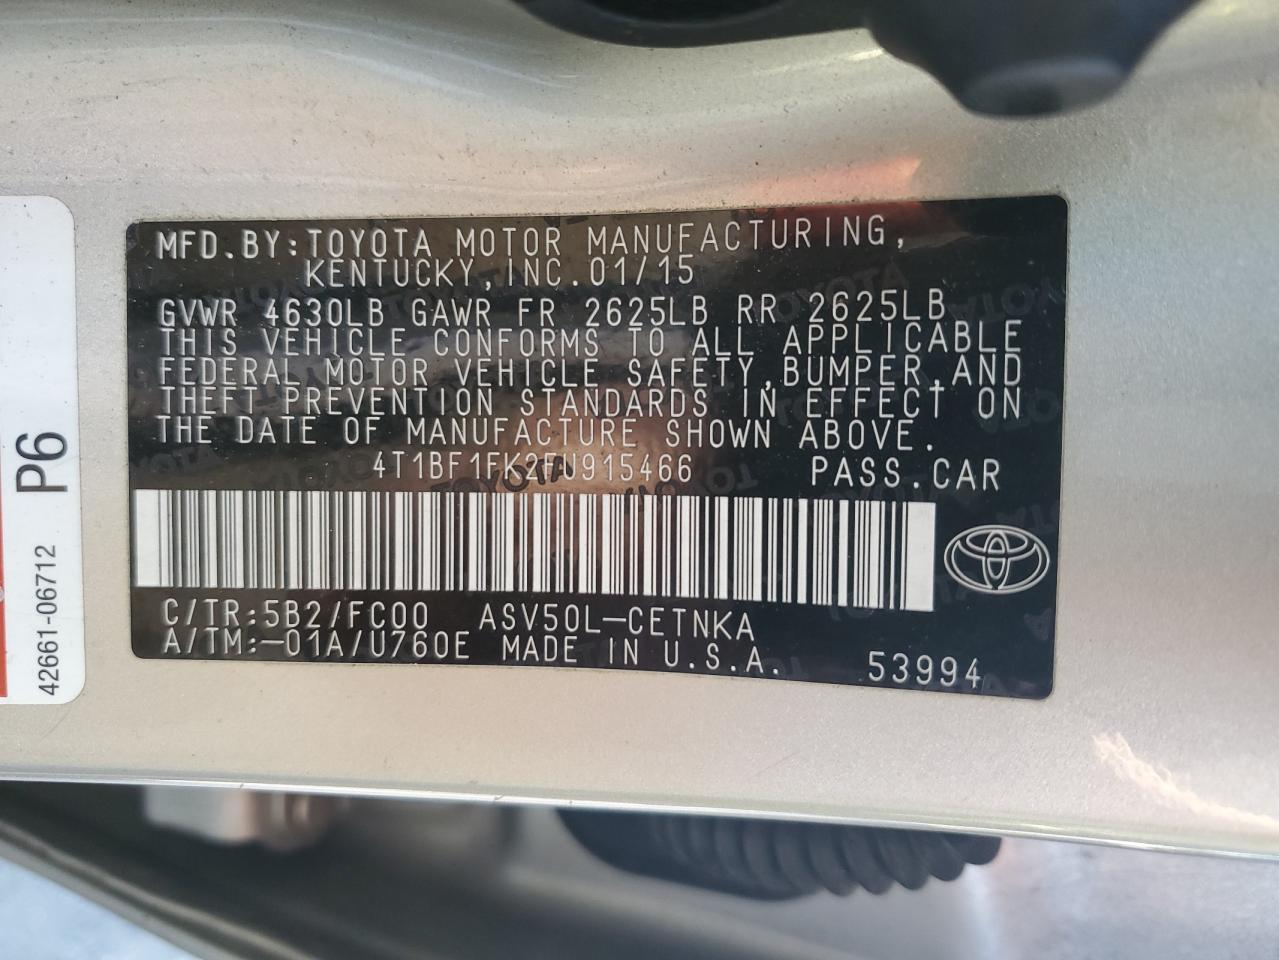 MFD.BY:TOYOTA MOTOR MANUFACTURING,
KENTUCKY,INC.01/15
GVWR 4630LB GAWR FR 2625LB RR 2625LB
THIS VEHICLE CONFORMS TO ALL APPLICABLE
FEDERAL MOTOR VEHICLE SAFETY,BUMPER,AND
THEFT PREVENTION STANDARDS IN EFFECT ON
THE DATE OF MANUFACTURE SHOWN ABOVE.
4T1BF1FK2FU915466 PASS.CAR
C/TR:5B2/FC00 ASV50L-CETNKA
A/TM:-01A/U760E MADE IN U.S.A. 53994
P6
42661-06712
TOYOTA